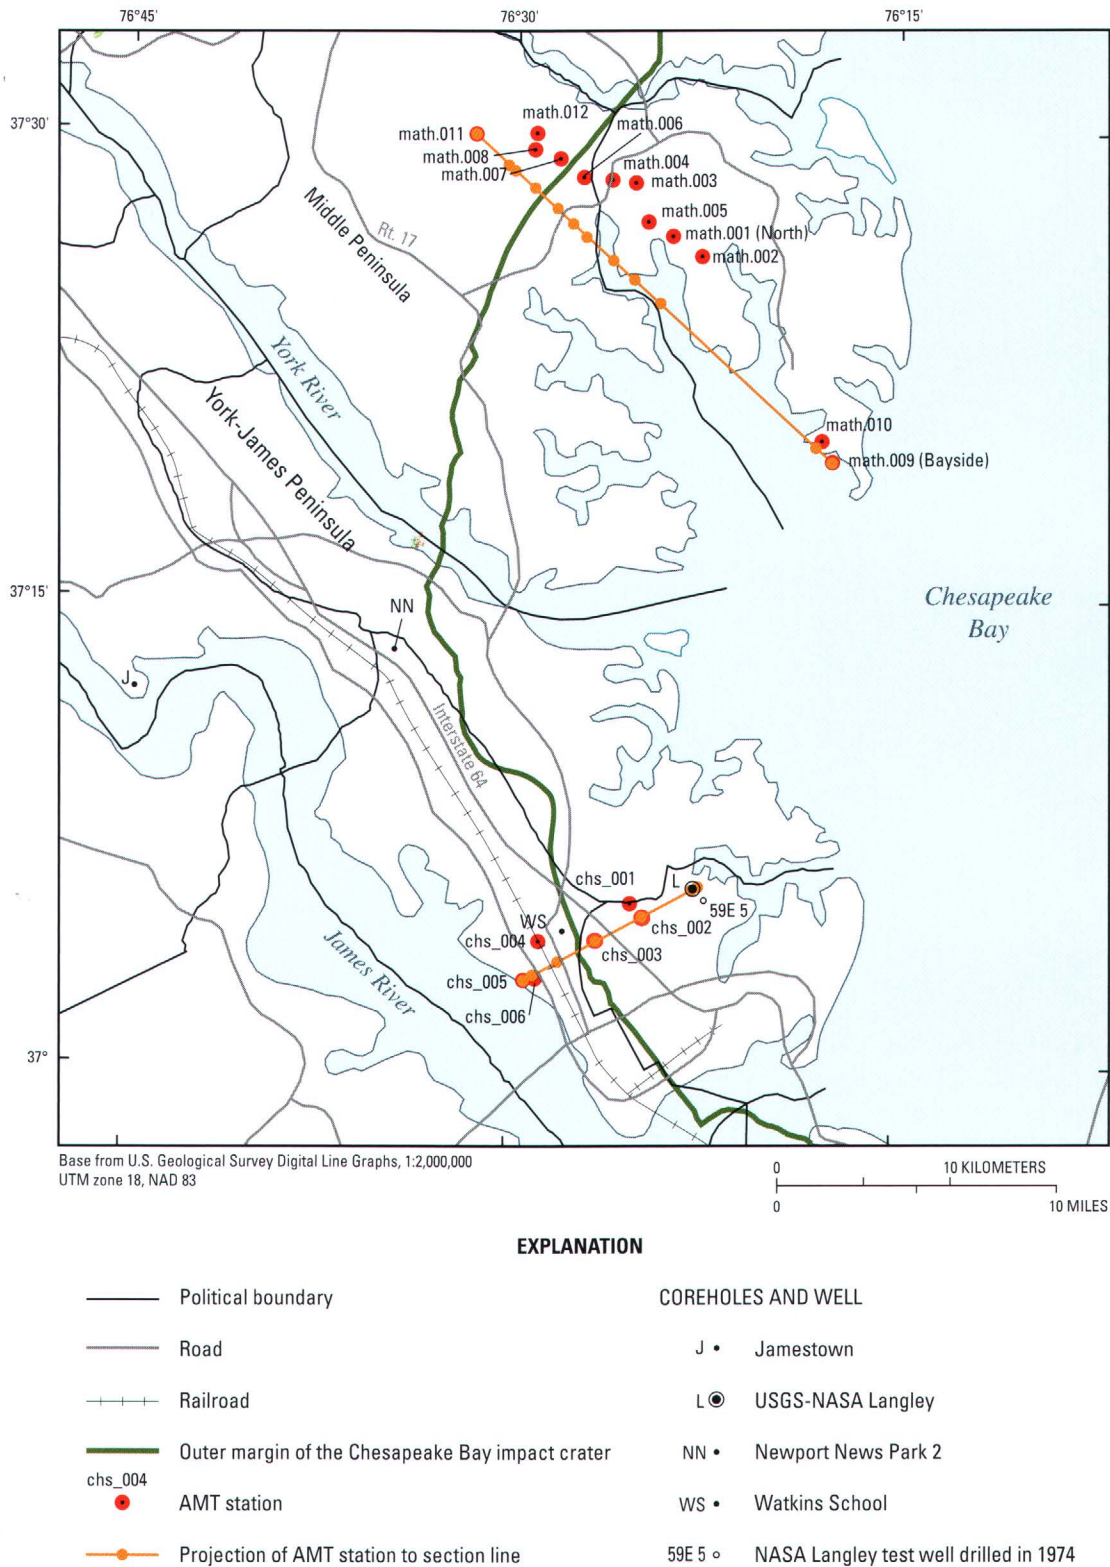 76°45'
76°30'
76°15'
37°30'
math.012
math.011
math.006
math.008
math.004
math.007
math.003
Middle Peninsula
math.005
Rt. 17
math.001 (North)
math.002
York River
York-James Peninsula
math.010
math.009 (Bayside)
37°15'
Chesapeake
Bay
NN
J
Interstate 64
chs_001
L
59E 5
WS
chs_002
chs_004
chs_003
James River
chs_005
chs_006
37°
Base from U.S. Geological Survey Digital Line Graphs, 1:2,000,000
UTM zone 18, NAD 83
0 10 KILOMETERS
0 10 MILES
EXPLANATION
Political boundary
Road
Railroad
Outer margin of the Chesapeake Bay impact crater
chs_004
AMT station
Projection of AMT station to section line
COREHOLES AND WELL
J Jamestown
L USGS-NASA Langley
NN Newport News Park 2
WS Watkins School
59E 5 NASA Langley test well drilled in 1974